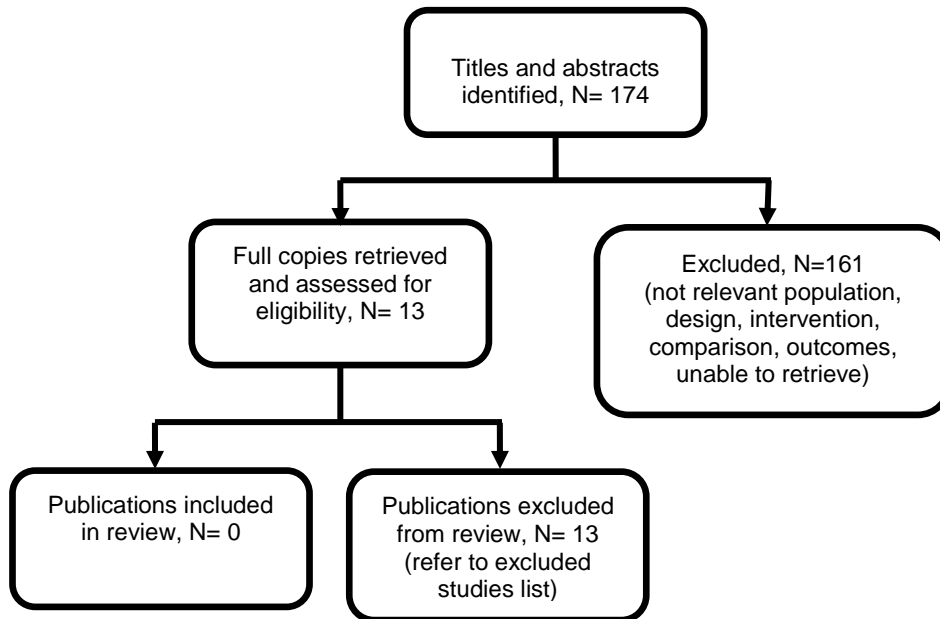 Titles and abstracts
identified, N= 174
Full copies retrieved
and assessed for
eligibility, N= 13
Excluded, N=161
(not relevant population,
design, intervention,
comparison, outcomes,
unable to retrieve)
Publications included
in review, N= 0
Publications excluded
from review, N= 13
(refer to excluded
studies list)